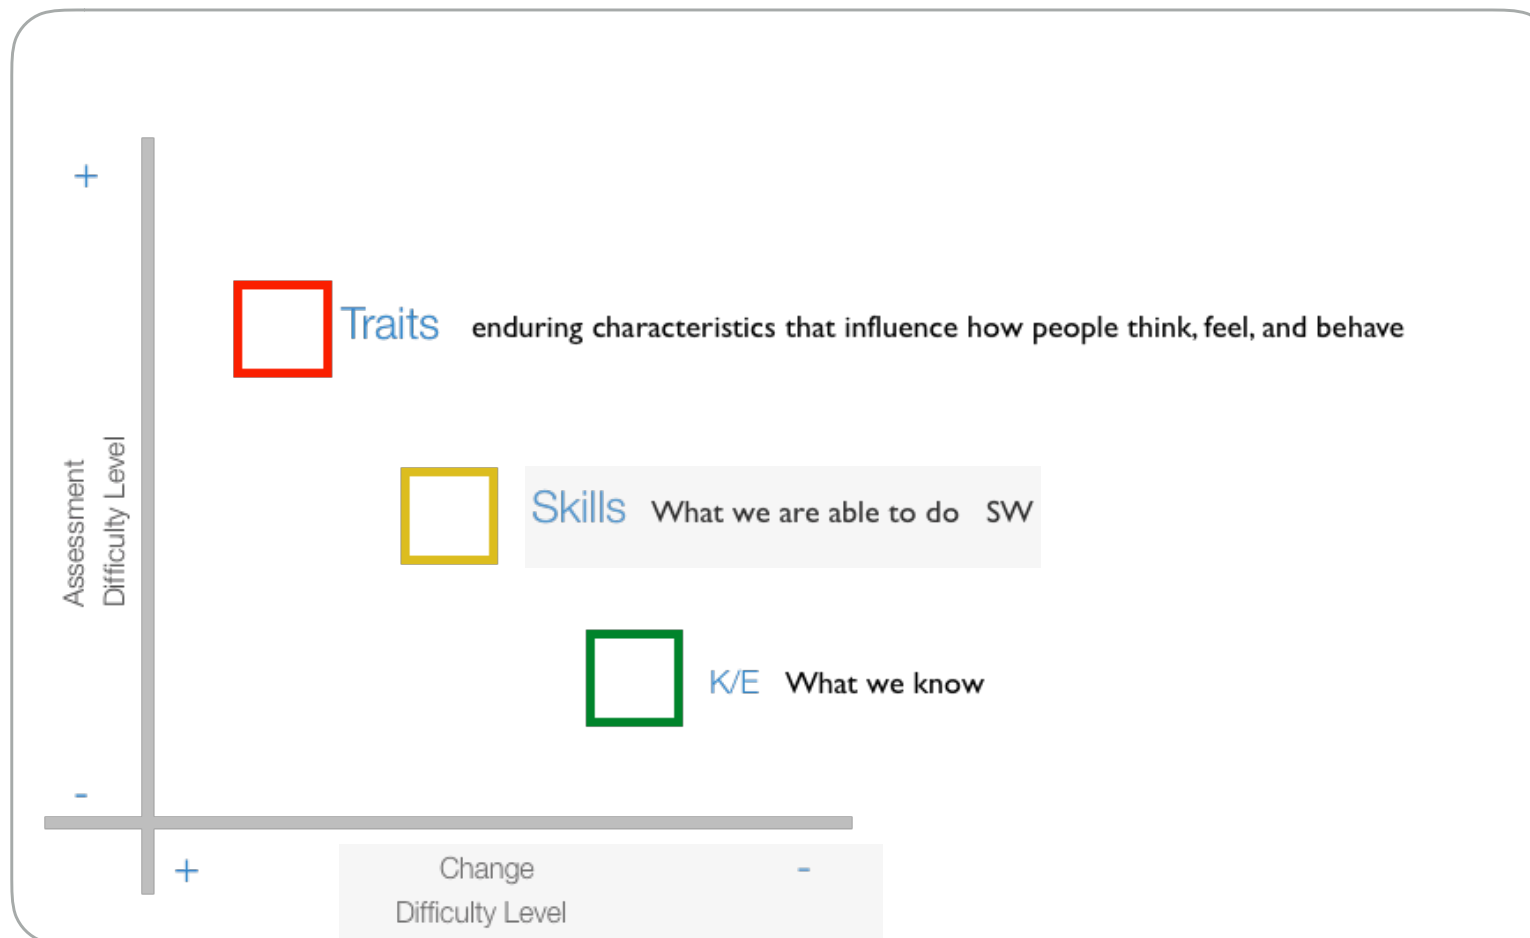 +
Traits enduring characteristics that influence how people think, feel, and behave
Assessment
Difficulty Level
Skills What we are able to do SW
K/E What we know
-
+ Change -
Difficulty Level